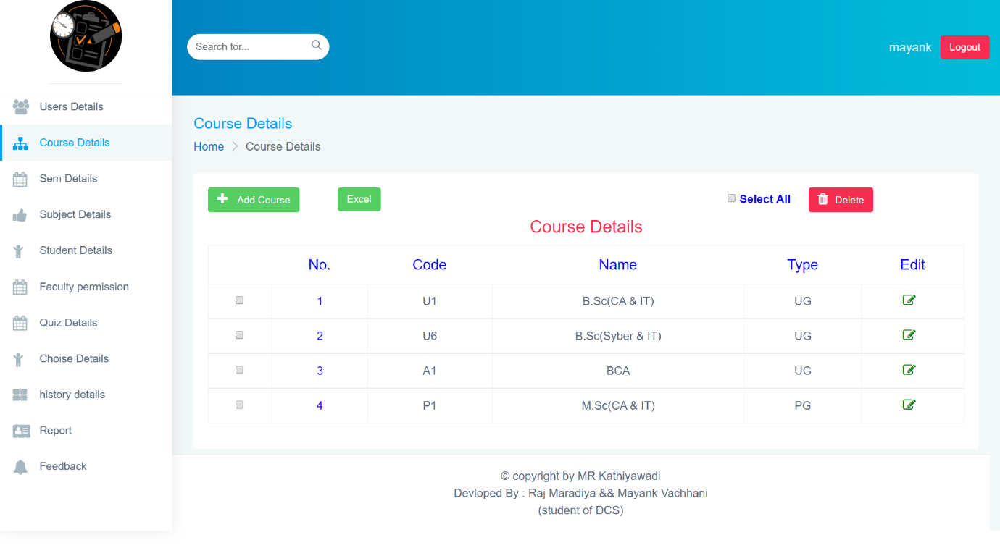 Search for...
mayank
Logout
Users Details
Course Details
Sem Details
Subject Details
Student Details
Faculty permission
Quiz Details
Choise Details
history details
Report
Feedback
Course Details
Home > Course Details
Add Course
Excel
Select All
Delete
Course Details
No. Code Name Type Edit
1 U1 B.Sc(CA & IT) UG
2 U6 B.Sc(Syber & IT) UG
3 A1 BCA UG
4 P1 M.Sc(CA & IT) PG
© copyright by MR Kathiyawadi
Devloped By : Raj Maradiya && Mayank Vachhani
(student of DCS)